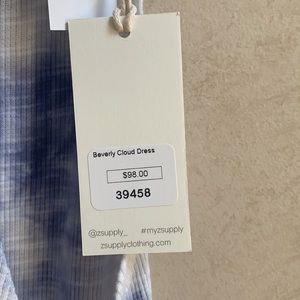 Beverly Cloud Dress
$98.00
39458
@zsupply_ #myzsupply
zsupplyclothing.com